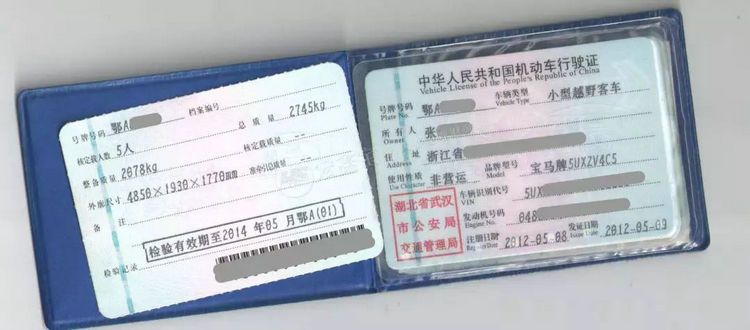 号牌号码 鄂A 档案编号
核定载人数 5人 总质量 2745kg
整备质量 2078kg 核定载质量 --
外廓尺寸 4850×1930×1770mm 准牵引总质量 --
备注
检验有效期至2014年05月鄂A(01)
检验记录
中华人民共和国机动车行驶证
Vehicle License of the People's Republic of China
号牌号码 鄂A 车辆类型 小型越野客车
Plate No. Vehicle Type
所有人 张
Owner
住址 浙江省
Address
使用性质 非营运 品牌型号 宝马牌5UXZV4C5
Use Character Model
湖北省武汉
市公安局
交通管理局
车辆识别代号 5UX
VIN
发动机号码 048
Engine No.
注册日期 2012-05-08 发证日期 2012-05-09
Register Date Issue Date